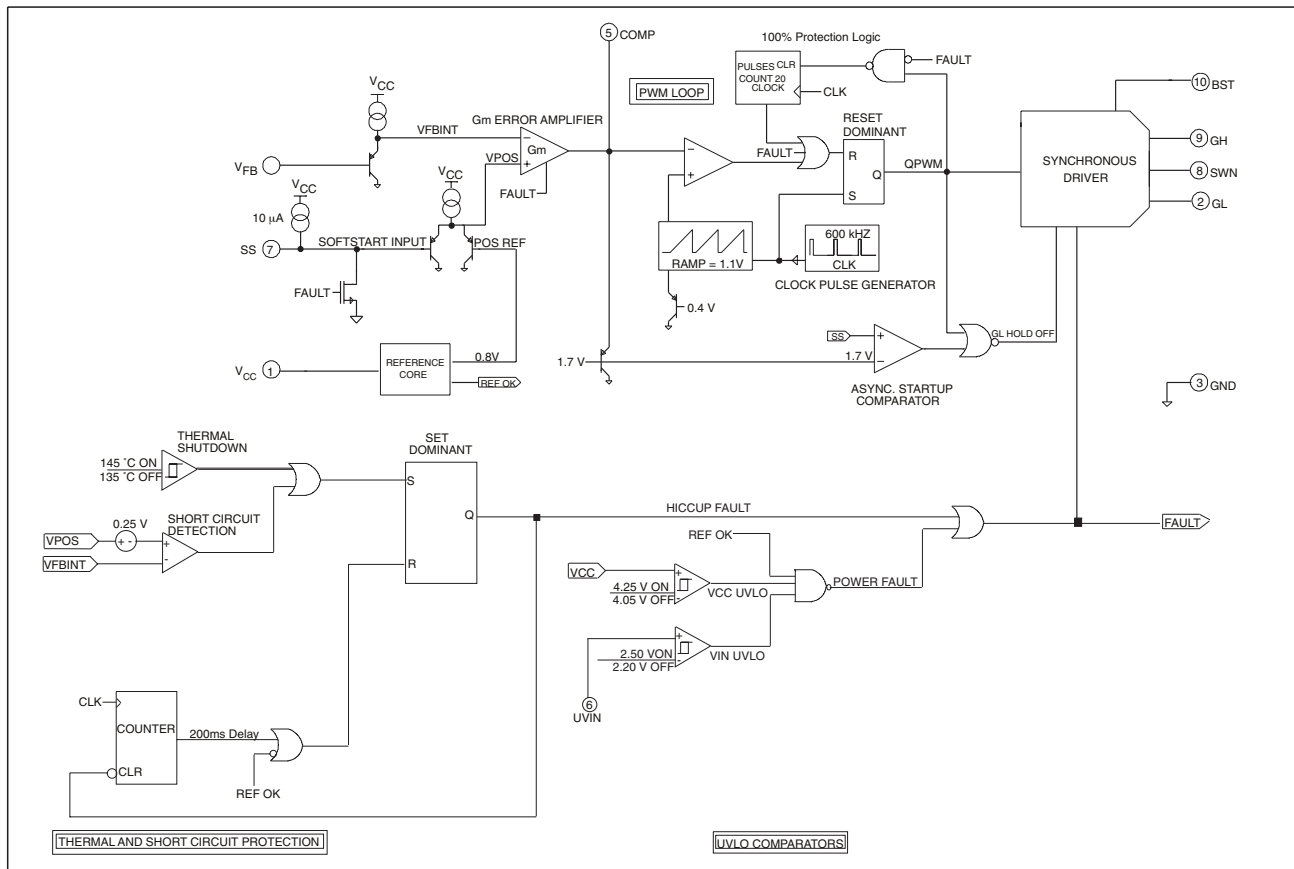 5 COMP
100% Protection Logic
PULSES CLR
COUNT 20
CLOCK
FAULT
CLK
PWM LOOP
10 BST
VCC
Gm ERROR AMPLIFIER
VFBINT
−
Gm
+
VPOS
FAULT
VFB
VCC
VCC
10 µA
SS 7
SOFTSTART INPUT
POS REF
FAULT
−
+
FAULT
RESET
DOMINANT
R
Q
S
QPWM
SYNCHRONOUS
DRIVER
9 GH
8 SWN
2 GL
RAMP = 1.1V
600 kHZ
CLK
CLOCK PULSE GENERATOR
0.4 V
SS
+
1.7 V
−
1.7 V
GL HOLD OFF
ASYNC. STARTUP
COMPARATOR
VCC 1
REFERENCE
CORE
0.8V
REF OK
3 GND
THERMAL
SHUTDOWN
145 ˚C ON
135 ˚C OFF
SET
DOMINANT
S
Q
R
0.25 V
+ -
SHORT CIRCUIT
DETECTION
VPOS
+
VFBINT
-
HICCUP FAULT
FAULT
REF OK
VCC
+
4.25 V ON
4.05 V OFF
-
VCC UVLO
POWER FAULT
+
2.50 VON
2.20 V OFF
-
VIN UVLO
6
UVIN
CLK
COUNTER
CLR
200ms Delay
REF OK
THERMAL AND SHORT CIRCUIT PROTECTION
UVLO COMPARATORS